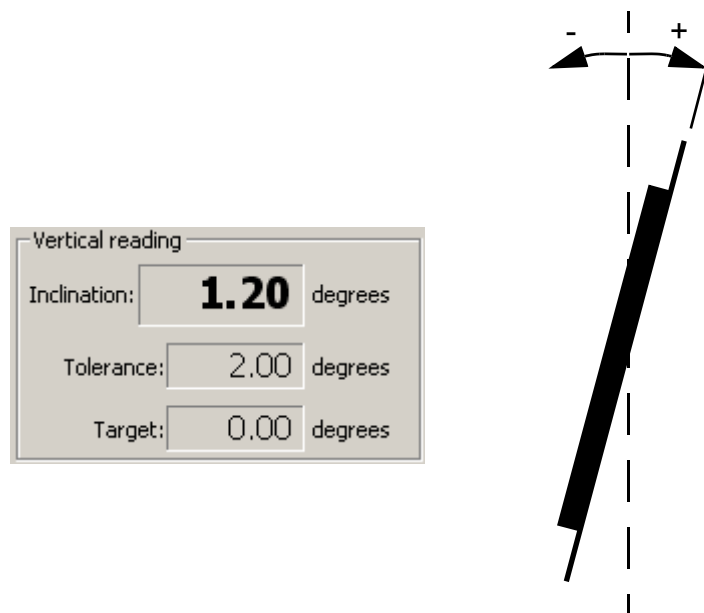 - +
Vertical reading
Inclination: 1.20 degrees
Tolerance: 2.00 degrees
Target: 0.00 degrees